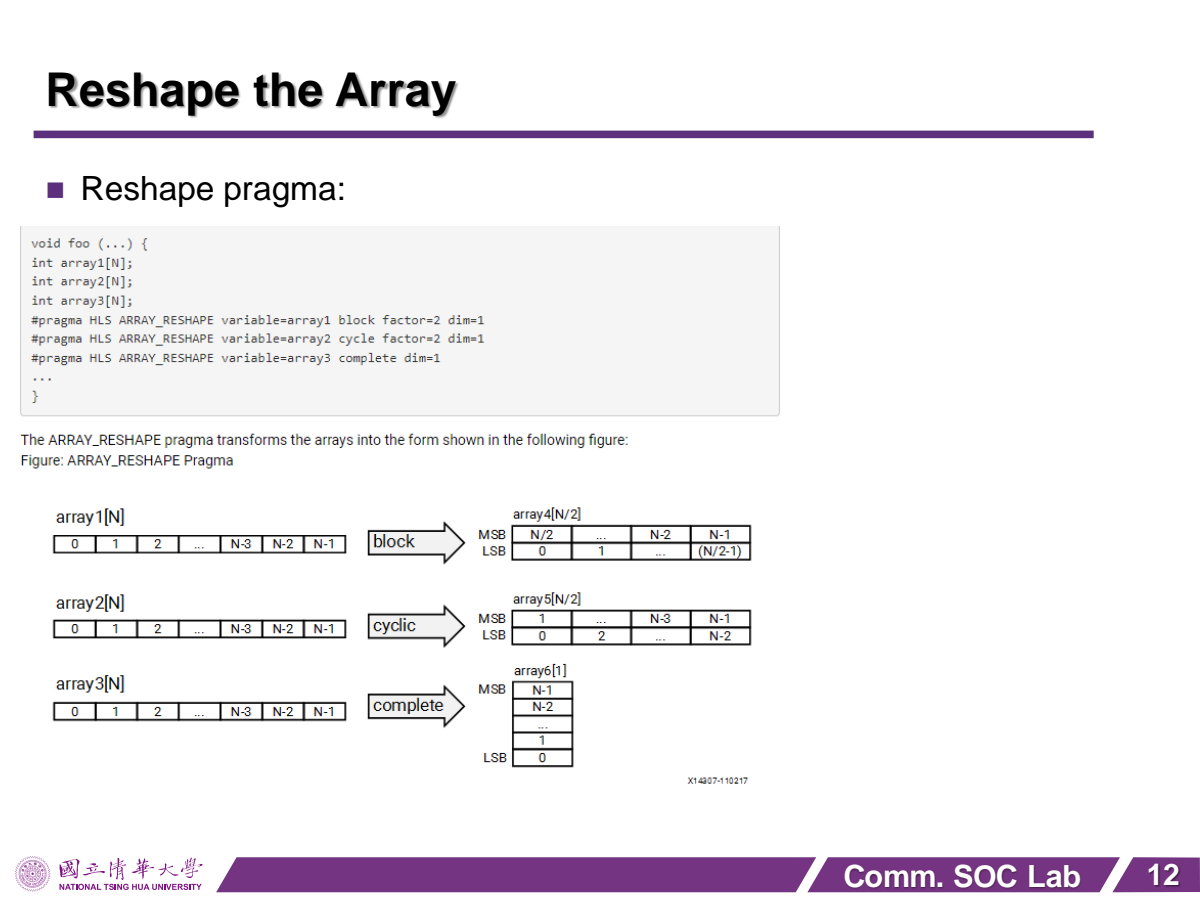 Reshape the Array
Reshape pragma:
void foo (...) {
int array1[N];
int array2[N];
int array3[N];
#pragma HLS ARRAY_RESHAPE variable=array1 block factor=2 dim=1
#pragma HLS ARRAY_RESHAPE variable=array2 cycle factor=2 dim=1
#pragma HLS ARRAY_RESHAPE variable=array3 complete dim=1
...
}
The ARRAY_RESHAPE pragma transforms the arrays into the form shown in the following figure:
Figure: ARRAY_RESHAPE Pragma
array1[N]
0 1 2 ... N-3 N-2 N-1
block
array4[N/2]
MSB N/2 ... N-2 N-1
LSB 0 1 ... (N/2-1)
array2[N]
0 1 2 ... N-3 N-2 N-1
cyclic
array5[N/2]
MSB 1 ... N-3 N-1
LSB 0 2 ... N-2
array3[N]
0 1 2 ... N-3 N-2 N-1
complete
array6[1]
MSB N-1
N-2
...
1
LSB 0
X14307-110217
國立清華大學
NATIONAL TSING HUA UNIVERSITY
Comm. SOC Lab
12